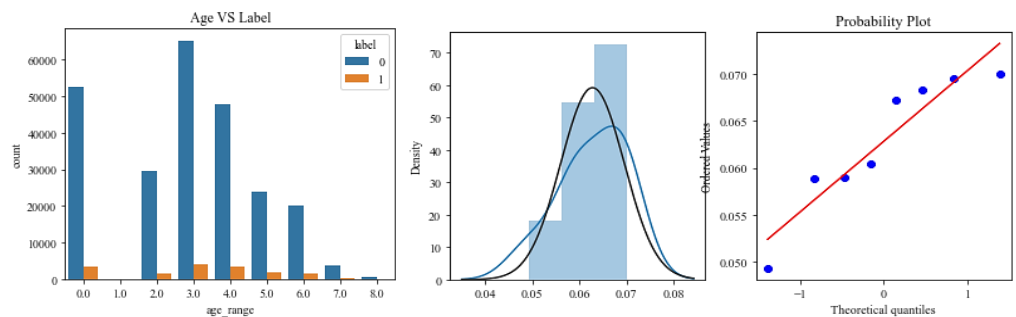 Age VS Label
label
0
1
60000
50000
40000
30000
20000
10000
0
count
0.0 1.0 2.0 3.0 4.0 5.0 6.0 7.0 8.0
age_range
70
60
50
40
30
20
10
0
Density
0.04 0.05 0.06 0.07 0.08
Probability Plot
0.070
0.065
0.060
0.055
0.050
Ordered Values
−1 0 1
Theoretical quantiles